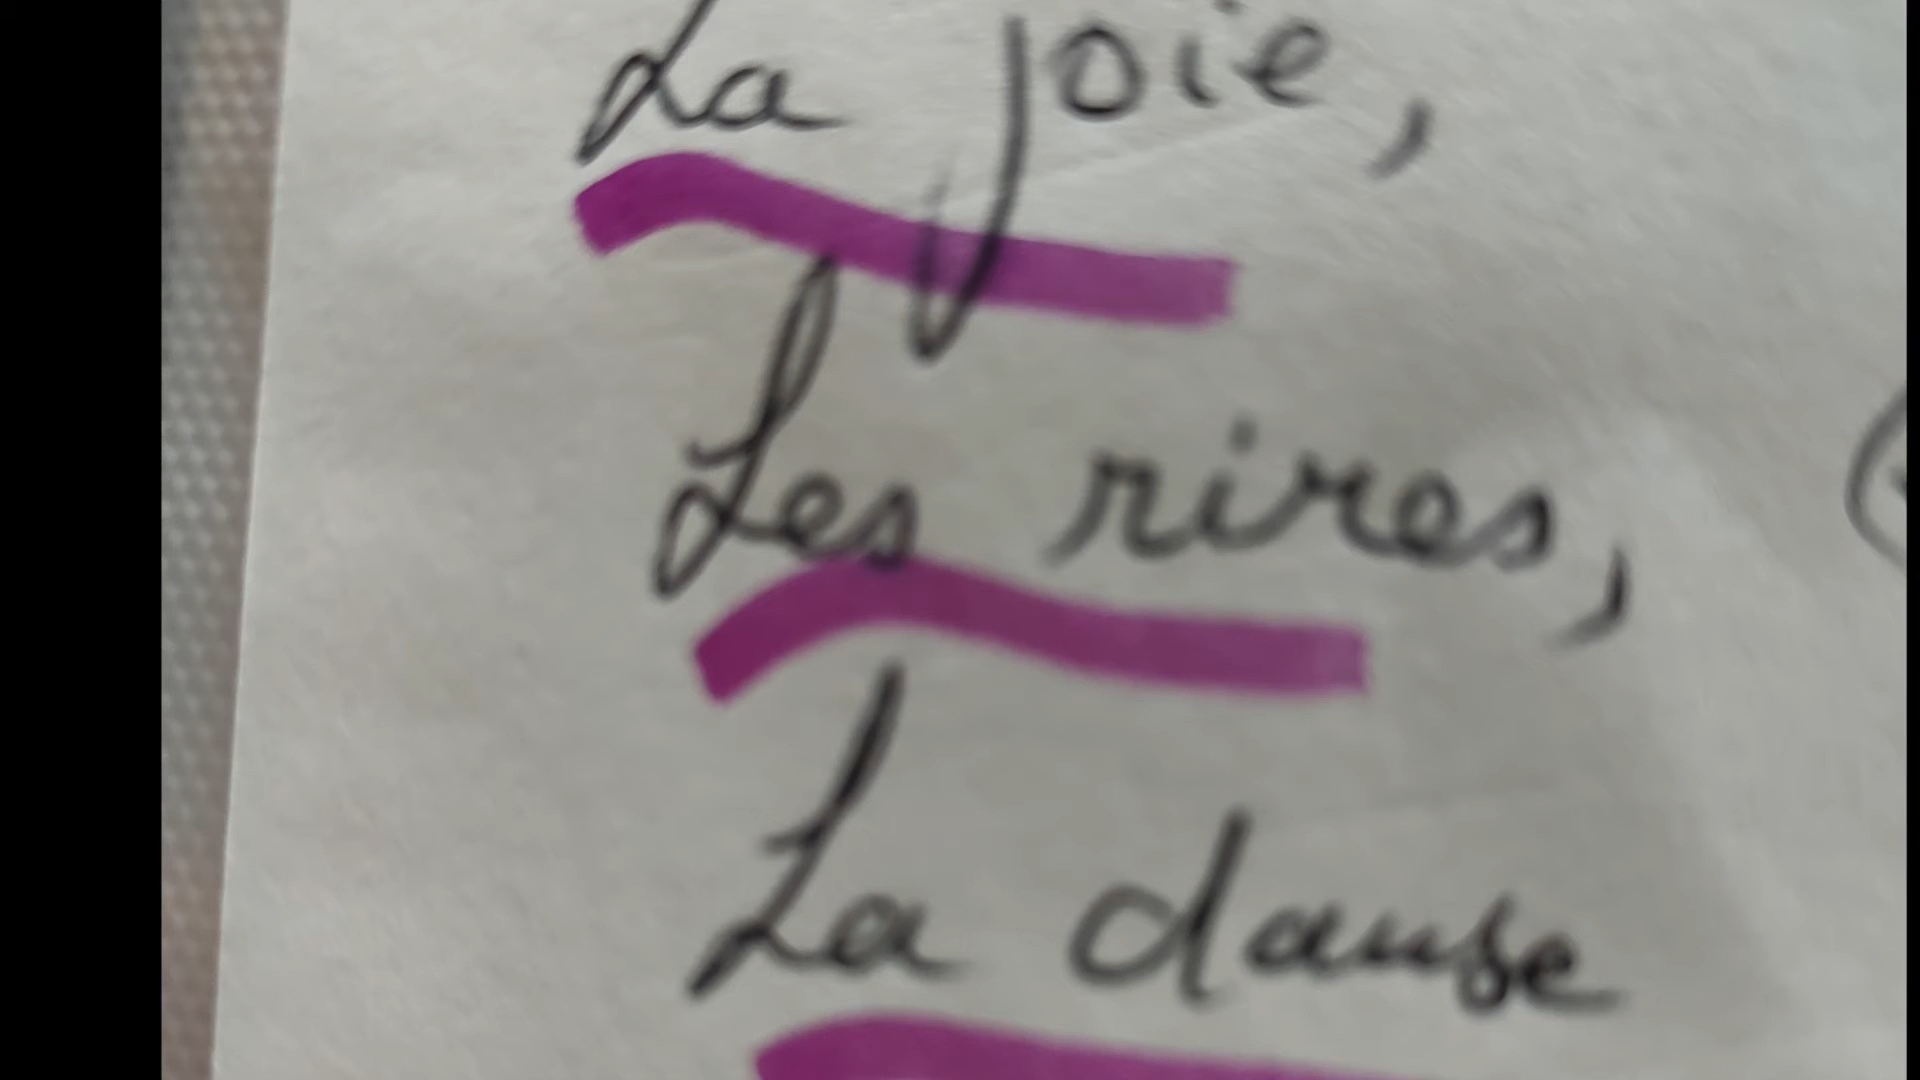 La joie,
Les rires,
La danse